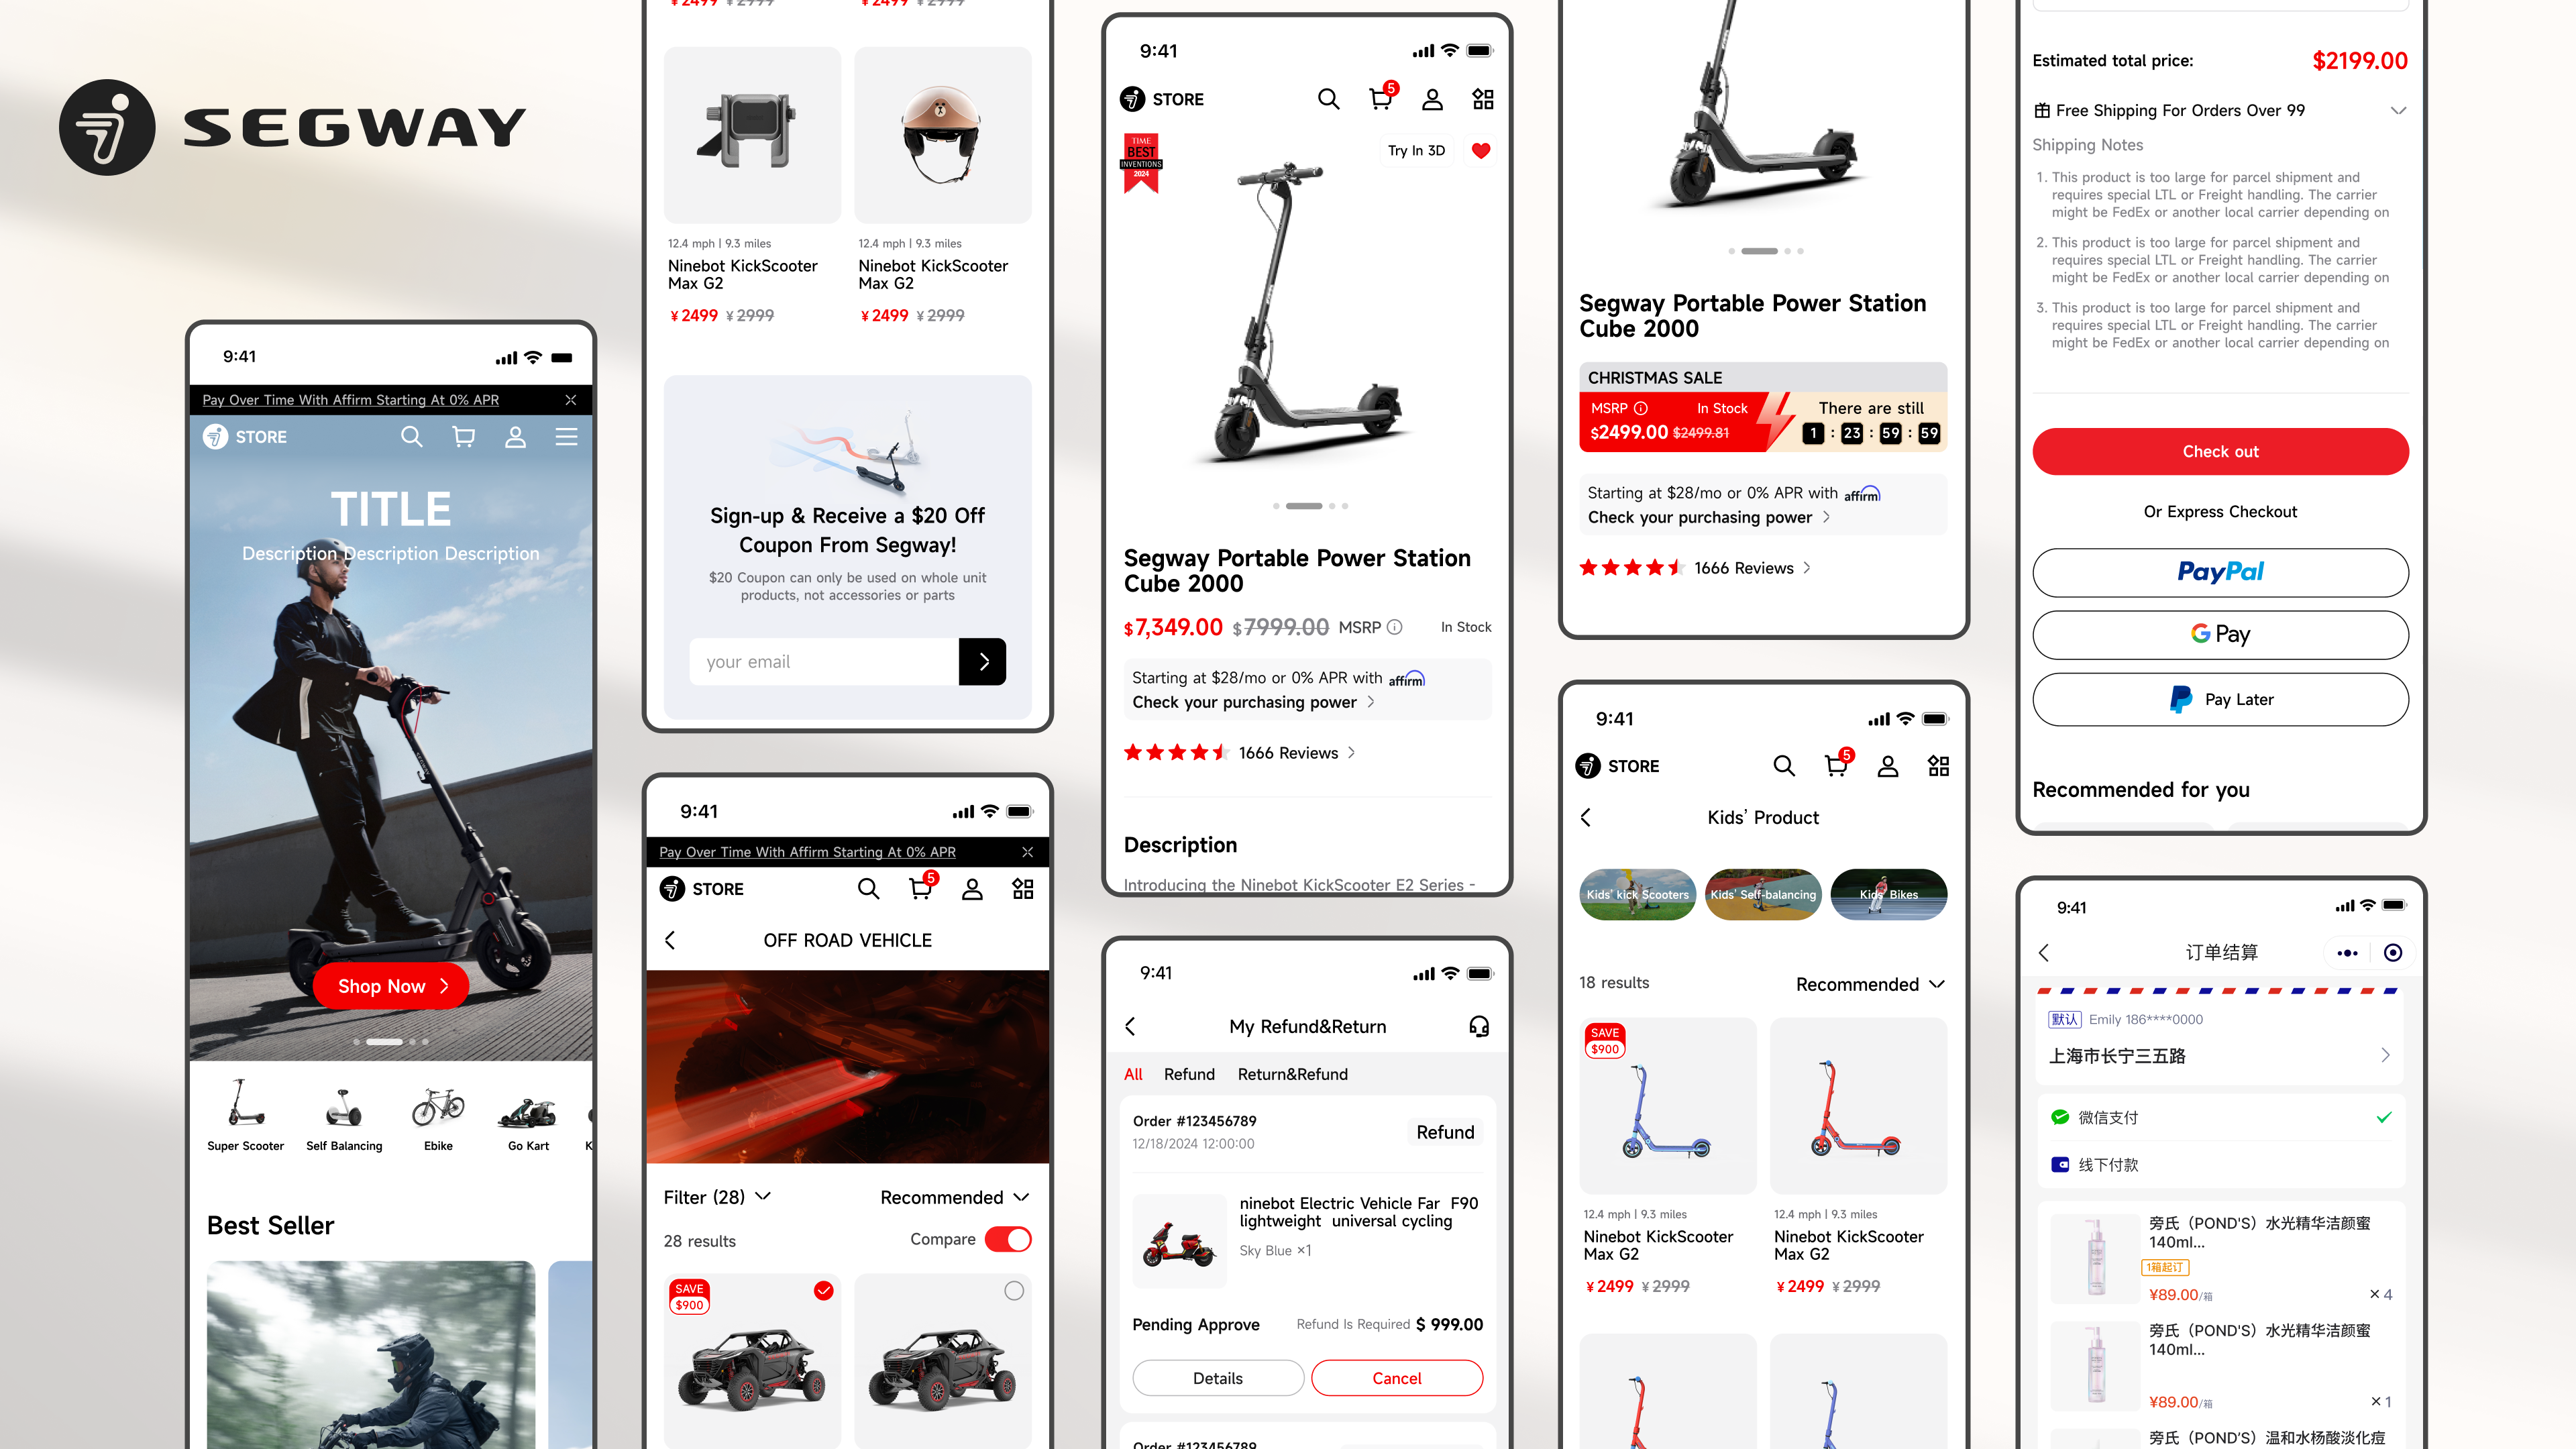 SEGWAY
9:41
Pay Over Time With Affirm Starting At 0% APR
STORE
TITLE
Description Description Description
Shop Now
Super Scooter
Self Balancing
Ebike
Go Kart
K
Best Seller
¥2499 ¥2999
¥2499 ¥2999
12.4 mph | 9.3 miles
Ninebot KickScooter
Max G2
¥2499 ¥2999
12.4 mph | 9.3 miles
Ninebot KickScooter
Max G2
¥2499 ¥2999
Sign-up & Receive a $20 Off
Coupon From Segway!
$20 Coupon can only be used on whole unit
products, not accessories or parts
your email
9:41
Pay Over Time With Affirm Starting At 0% APR
STORE
5
OFF ROAD VEHICLE
Filter (28)
Recommended
28 results
Compare
SAVE
$900
9:41
STORE
5
TIME
BEST
INVENTIONS
2024
Try In 3D
Segway Portable Power Station
Cube 2000
$7,349.00 $7999.00 MSRP
In Stock
Starting at $28/mo or 0% APR with affirm
Check your purchasing power
1666 Reviews
Description
Introducing the Ninebot KickScooter E2 Series -
9:41
My Refund&Return
All
Refund
Return&Refund
Order #123456789
12/18/2024 12:00:00
Refund
ninebot Electric Vehicle Far F90
lightweight universal cycling
Sky Blue ×1
Pending Approve
Refund Is Required $ 999.00
Details
Cancel
Order #123456789
Segway Portable Power Station
Cube 2000
CHRISTMAS SALE
MSRP
In Stock
$2499.00 $2499.81
There are still
1 : 23 : 59 : 59
Starting at $28/mo or 0% APR with affirm
Check your purchasing power
1666 Reviews
9:41
STORE
5
Kids' Product
Kids' kick Scooters
Kids' Self-balancing
Kids' Bikes
18 results
Recommended
SAVE
$900
12.4 mph | 9.3 miles
Ninebot KickScooter
Max G2
¥2499 ¥2999
12.4 mph | 9.3 miles
Ninebot KickScooter
Max G2
¥2499 ¥2999
Estimated total price:
$2199.00
Free Shipping For Orders Over 99
Shipping Notes
1. This product is too large for parcel shipment and
requires special LTL or Freight handling. The carrier
might be FedEx or another local carrier depending on
2. This product is too large for parcel shipment and
requires special LTL or Freight handling. The carrier
might be FedEx or another local carrier depending on
3. This product is too large for parcel shipment and
requires special LTL or Freight handling. The carrier
might be FedEx or another local carrier depending on
Check out
Or Express Checkout
PayPal
G Pay
Pay Later
Recommended for you
9:41
订单结算
默认 Emily 186****0000
上海市长宁三五路
微信支付
线下付款
旁氏（POND'S）水光精华洁颜蜜
140ml...
1箱起订
¥89.00/箱
× 4
旁氏（POND'S）水光精华洁颜蜜
140ml...
¥89.00/箱
× 1
旁氏（POND'S）温和水杨酸淡化痘